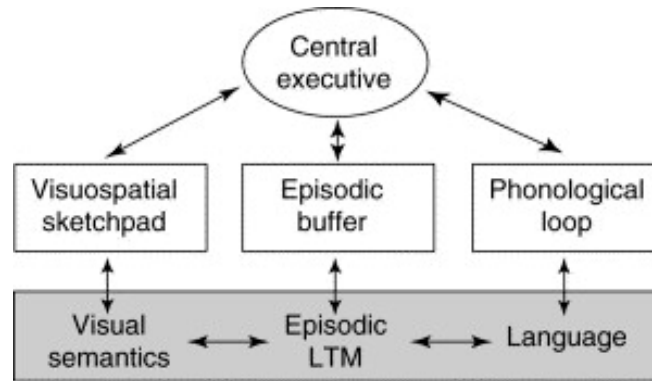 Central
executive
Visuospatial
sketchpad
Episodic
buffer
Phonological
loop
Visual
semantics
Episodic
LTM
Language